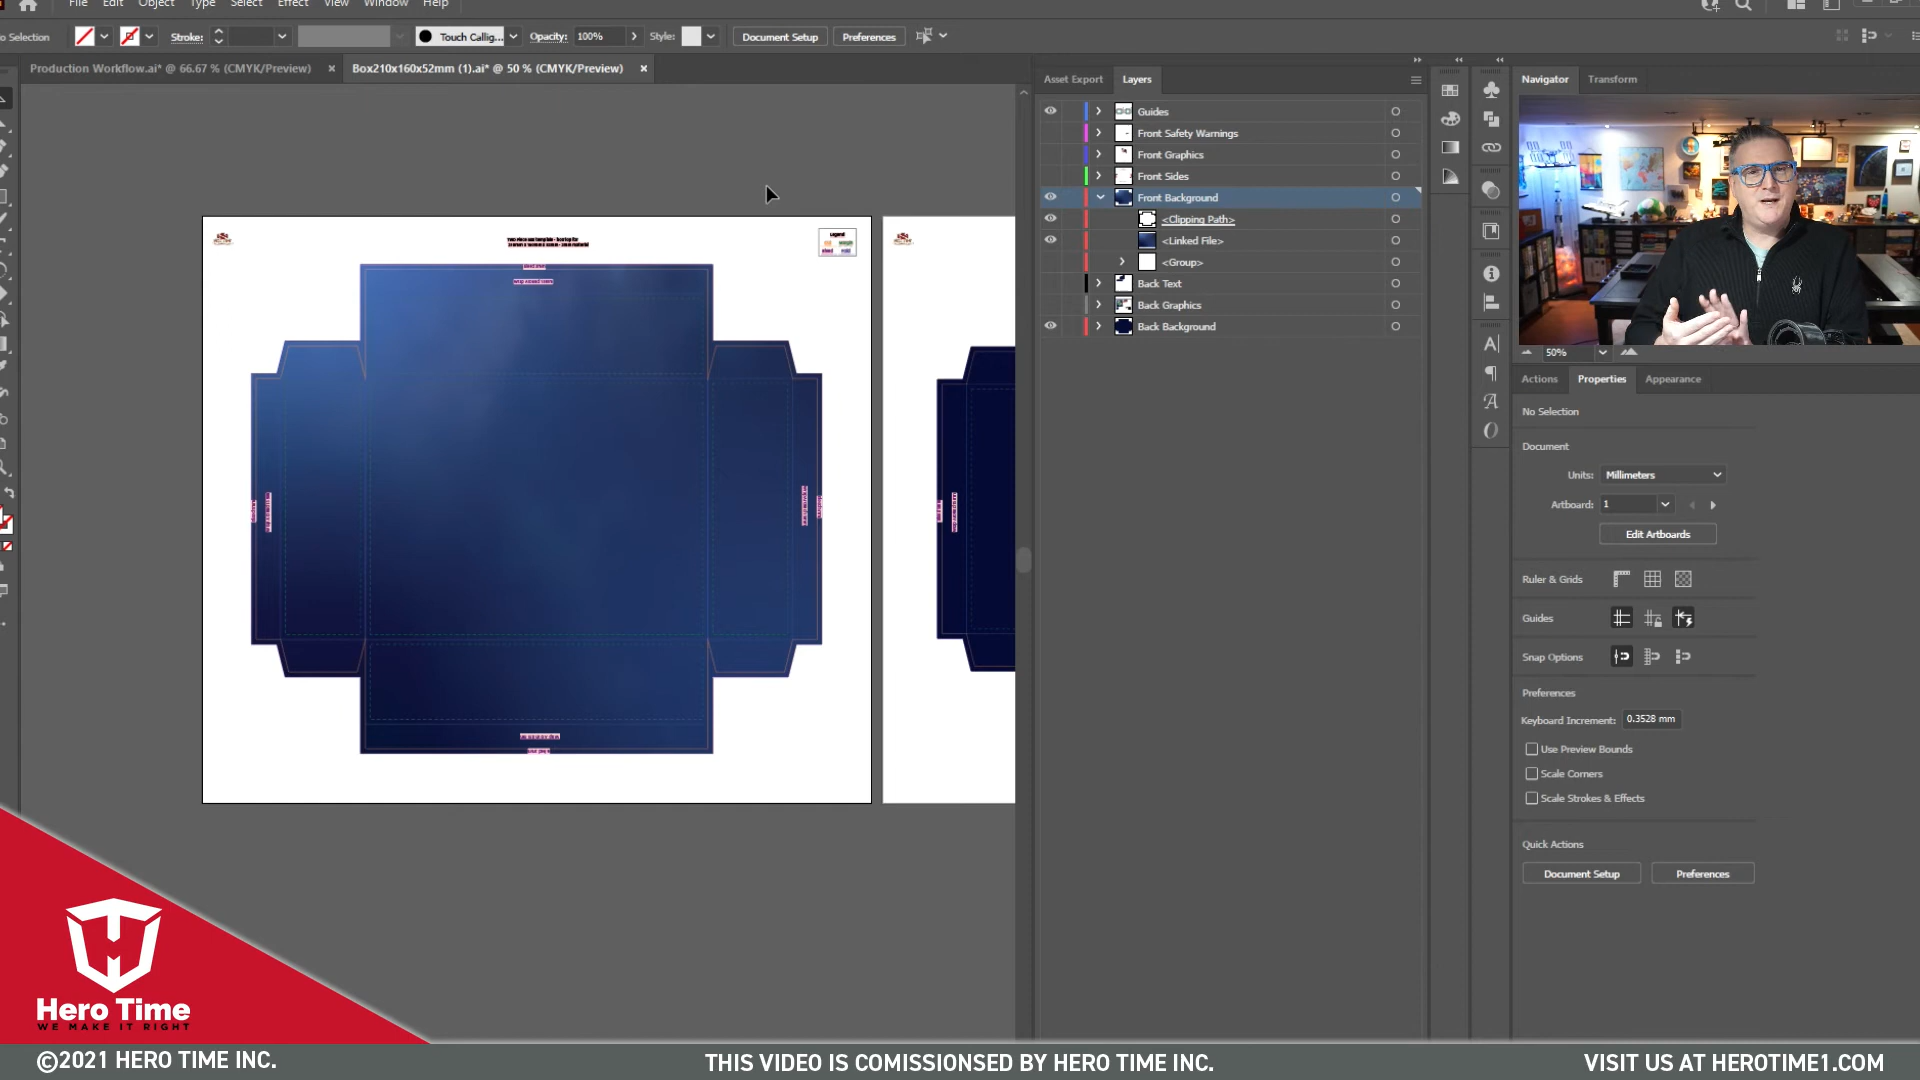 File Edit Object Type Select Effect View Window Help
No Selection Stroke: Touch Callig... Opacity: 100% Style: Document Setup Preferences
Production Workflow.ai* @ 66.67 % (CMYK/Preview) × Box210x160x52mm (1).ai* @ 50 % (CMYK/Preview) ×
Asset Export Layers
Guides
Front Safety Warnings
Front Graphics
Front Sides
Front Background
<Clipping Path>
<Linked File>
<Group>
Back Text
Back Graphics
Back Background
Navigator Transform
50%
Actions Properties Appearance
No Selection
Document
Units: Millimeters
Artboard: 1
Edit Artboards
Ruler & Grids
Guides
Snap Options
Preferences
Keyboard Increment: 0.3528 mm
Use Preview Bounds
Scale Corners
Scale Strokes & Effects
Quick Actions
Document Setup Preferences
Legend
Hero Time
WE MAKE IT RIGHT
©2021 HERO TIME INC.
THIS VIDEO IS COMISSIONSED BY HERO TIME INC.
VISIT US AT HEROTIME1.COM